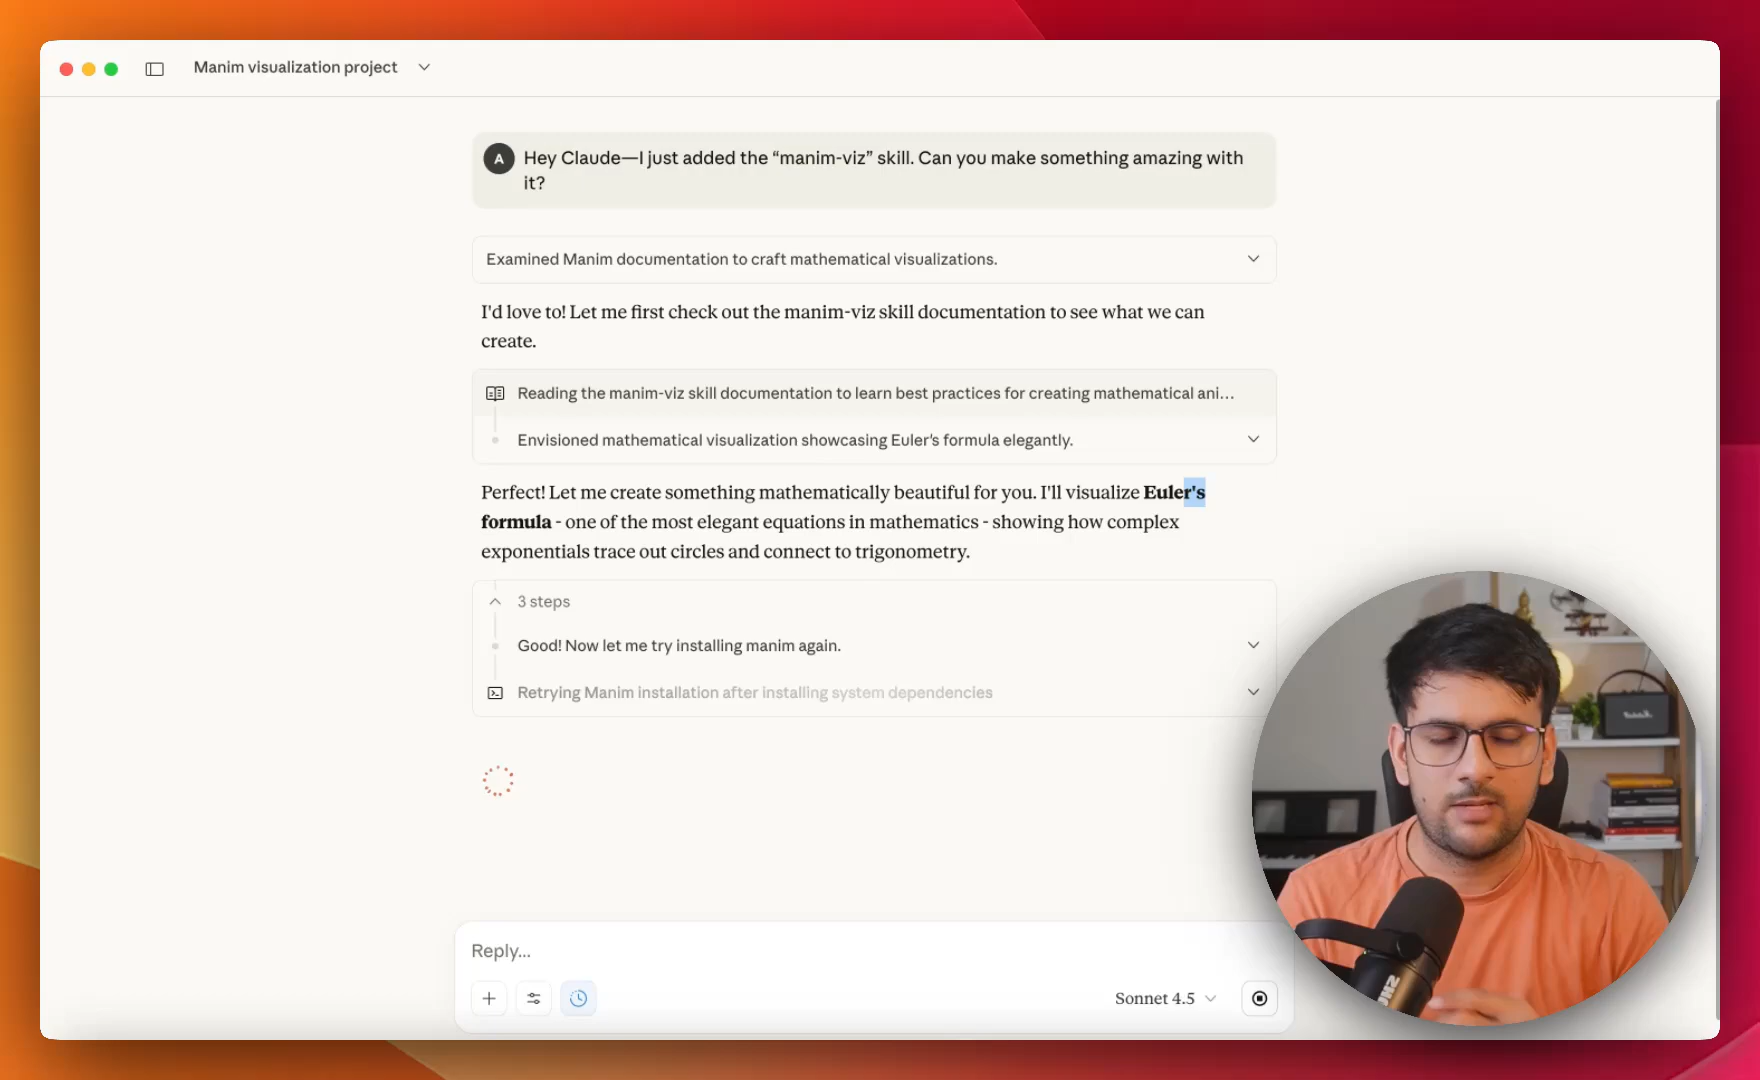 Manim visualization project
A
Hey Claude—I just added the “manim-viz” skill. Can you make something amazing with
it?
Examined Manim documentation to craft mathematical visualizations.
I'd love to! Let me first check out the manim-viz skill documentation to see what we can
create.
Reading the manim-viz skill documentation to learn best practices for creating mathematical ani...
Envisioned mathematical visualization showcasing Euler's formula elegantly.
Perfect! Let me create something mathematically beautiful for you. I'll visualize Euler's
formula - one of the most elegant equations in mathematics - showing how complex
exponentials trace out circles and connect to trigonometry.
3 steps
Good! Now let me try installing manim again.
Retrying Manim installation after installing system dependencies
Reply...
Sonnet 4.5